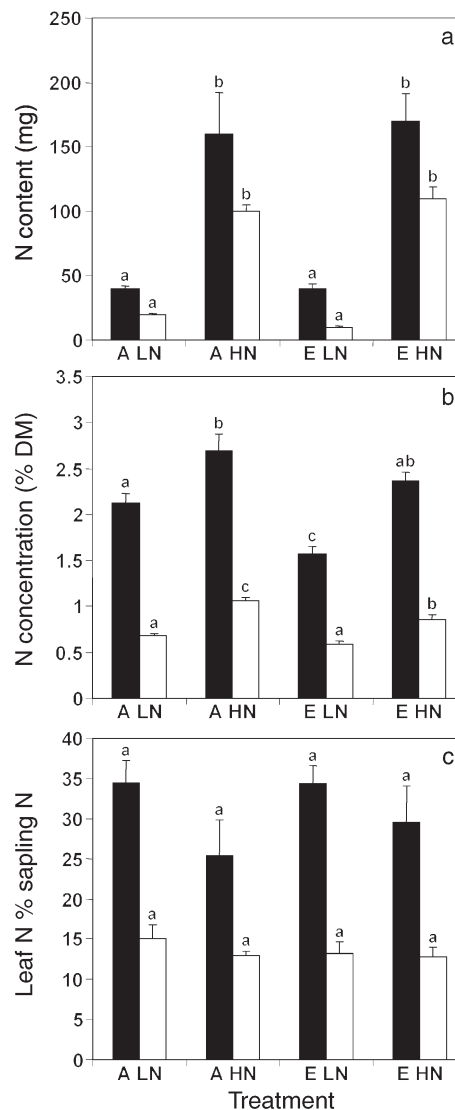 250
200
150
100
50
0
N content (mg)
a
a a b b a a b b
A LN A HN E LN E HN
3.5
3
2.5
2
1.5
1
0.5
0
N concentration (% DM)
b
a a b c c a ab b
A LN A HN E LN E HN
40
35
30
25
20
15
10
5
0
Leaf N % sapling N
c
a a a a a a a a
A LN A HN E LN E HN
Treatment